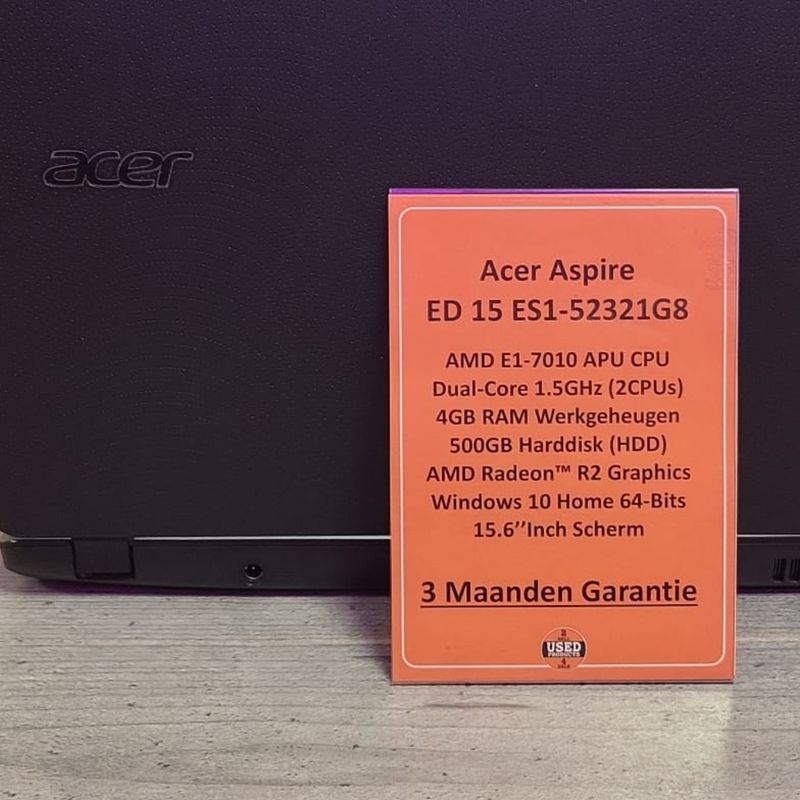 acer
Acer Aspire
ED 15 ES1-52321G8
AMD E1-7010 APU CPU
Dual-Core 1.5GHz (2CPUs)
4GB RAM Werkgeheugen
500GB Harddisk (HDD)
AMD Radeon™ R2 Graphics
Windows 10 Home 64-Bits
15.6’’Inch Scherm
3 Maanden Garantie
USED
PRODUCTS
4